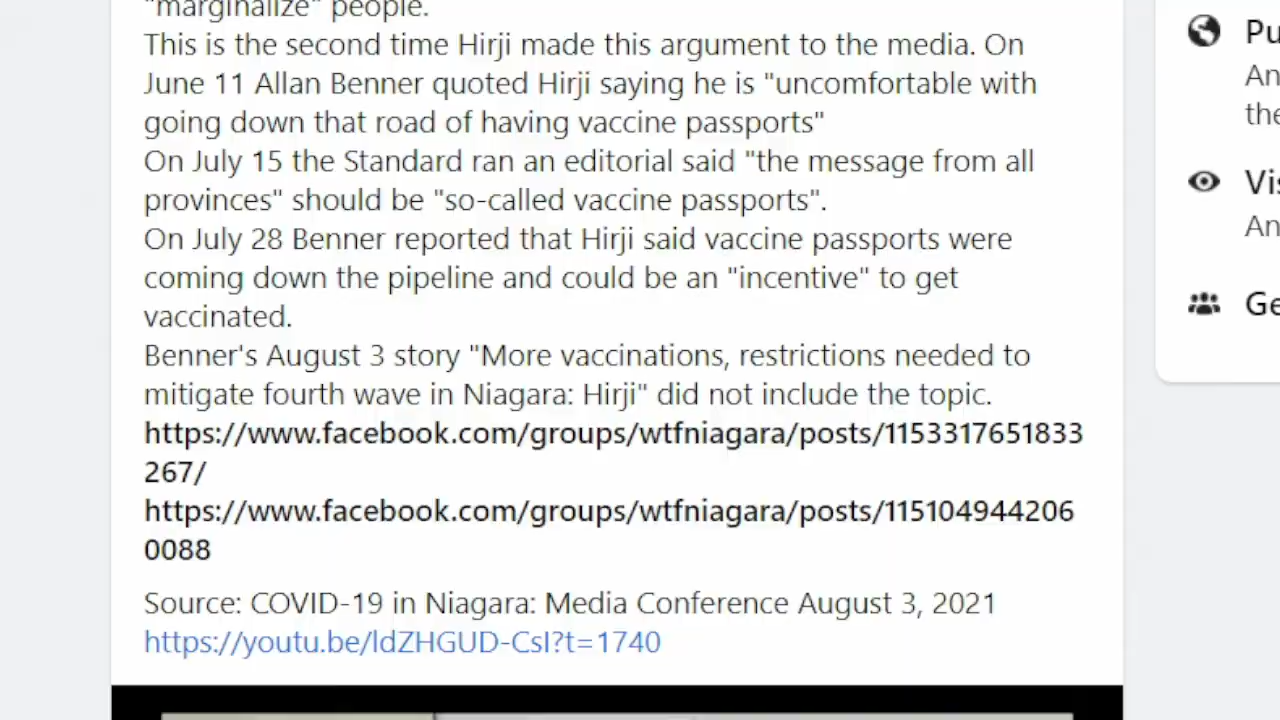 "marginalize" people.
This is the second time Hirji made this argument to the media. On
June 11 Allan Benner quoted Hirji saying he is "uncomfortable with
going down that road of having vaccine passports"
On July 15 the Standard ran an editorial said "the message from all
provinces" should be "so-called vaccine passports".
On July 28 Benner reported that Hirji said vaccine passports were
coming down the pipeline and could be an "incentive" to get
vaccinated.
Benner's August 3 story "More vaccinations, restrictions needed to
mitigate fourth wave in Niagara: Hirji" did not include the topic.
https://www.facebook.com/groups/wtfniagara/posts/1153317651833
267/
https://www.facebook.com/groups/wtfniagara/posts/115104944206
0088
Source: COVID-19 in Niagara: Media Conference August 3, 2021
https://youtu.be/ldZHGUD-CsI?t=1740
Pu
An
the
Vis
An
Ge